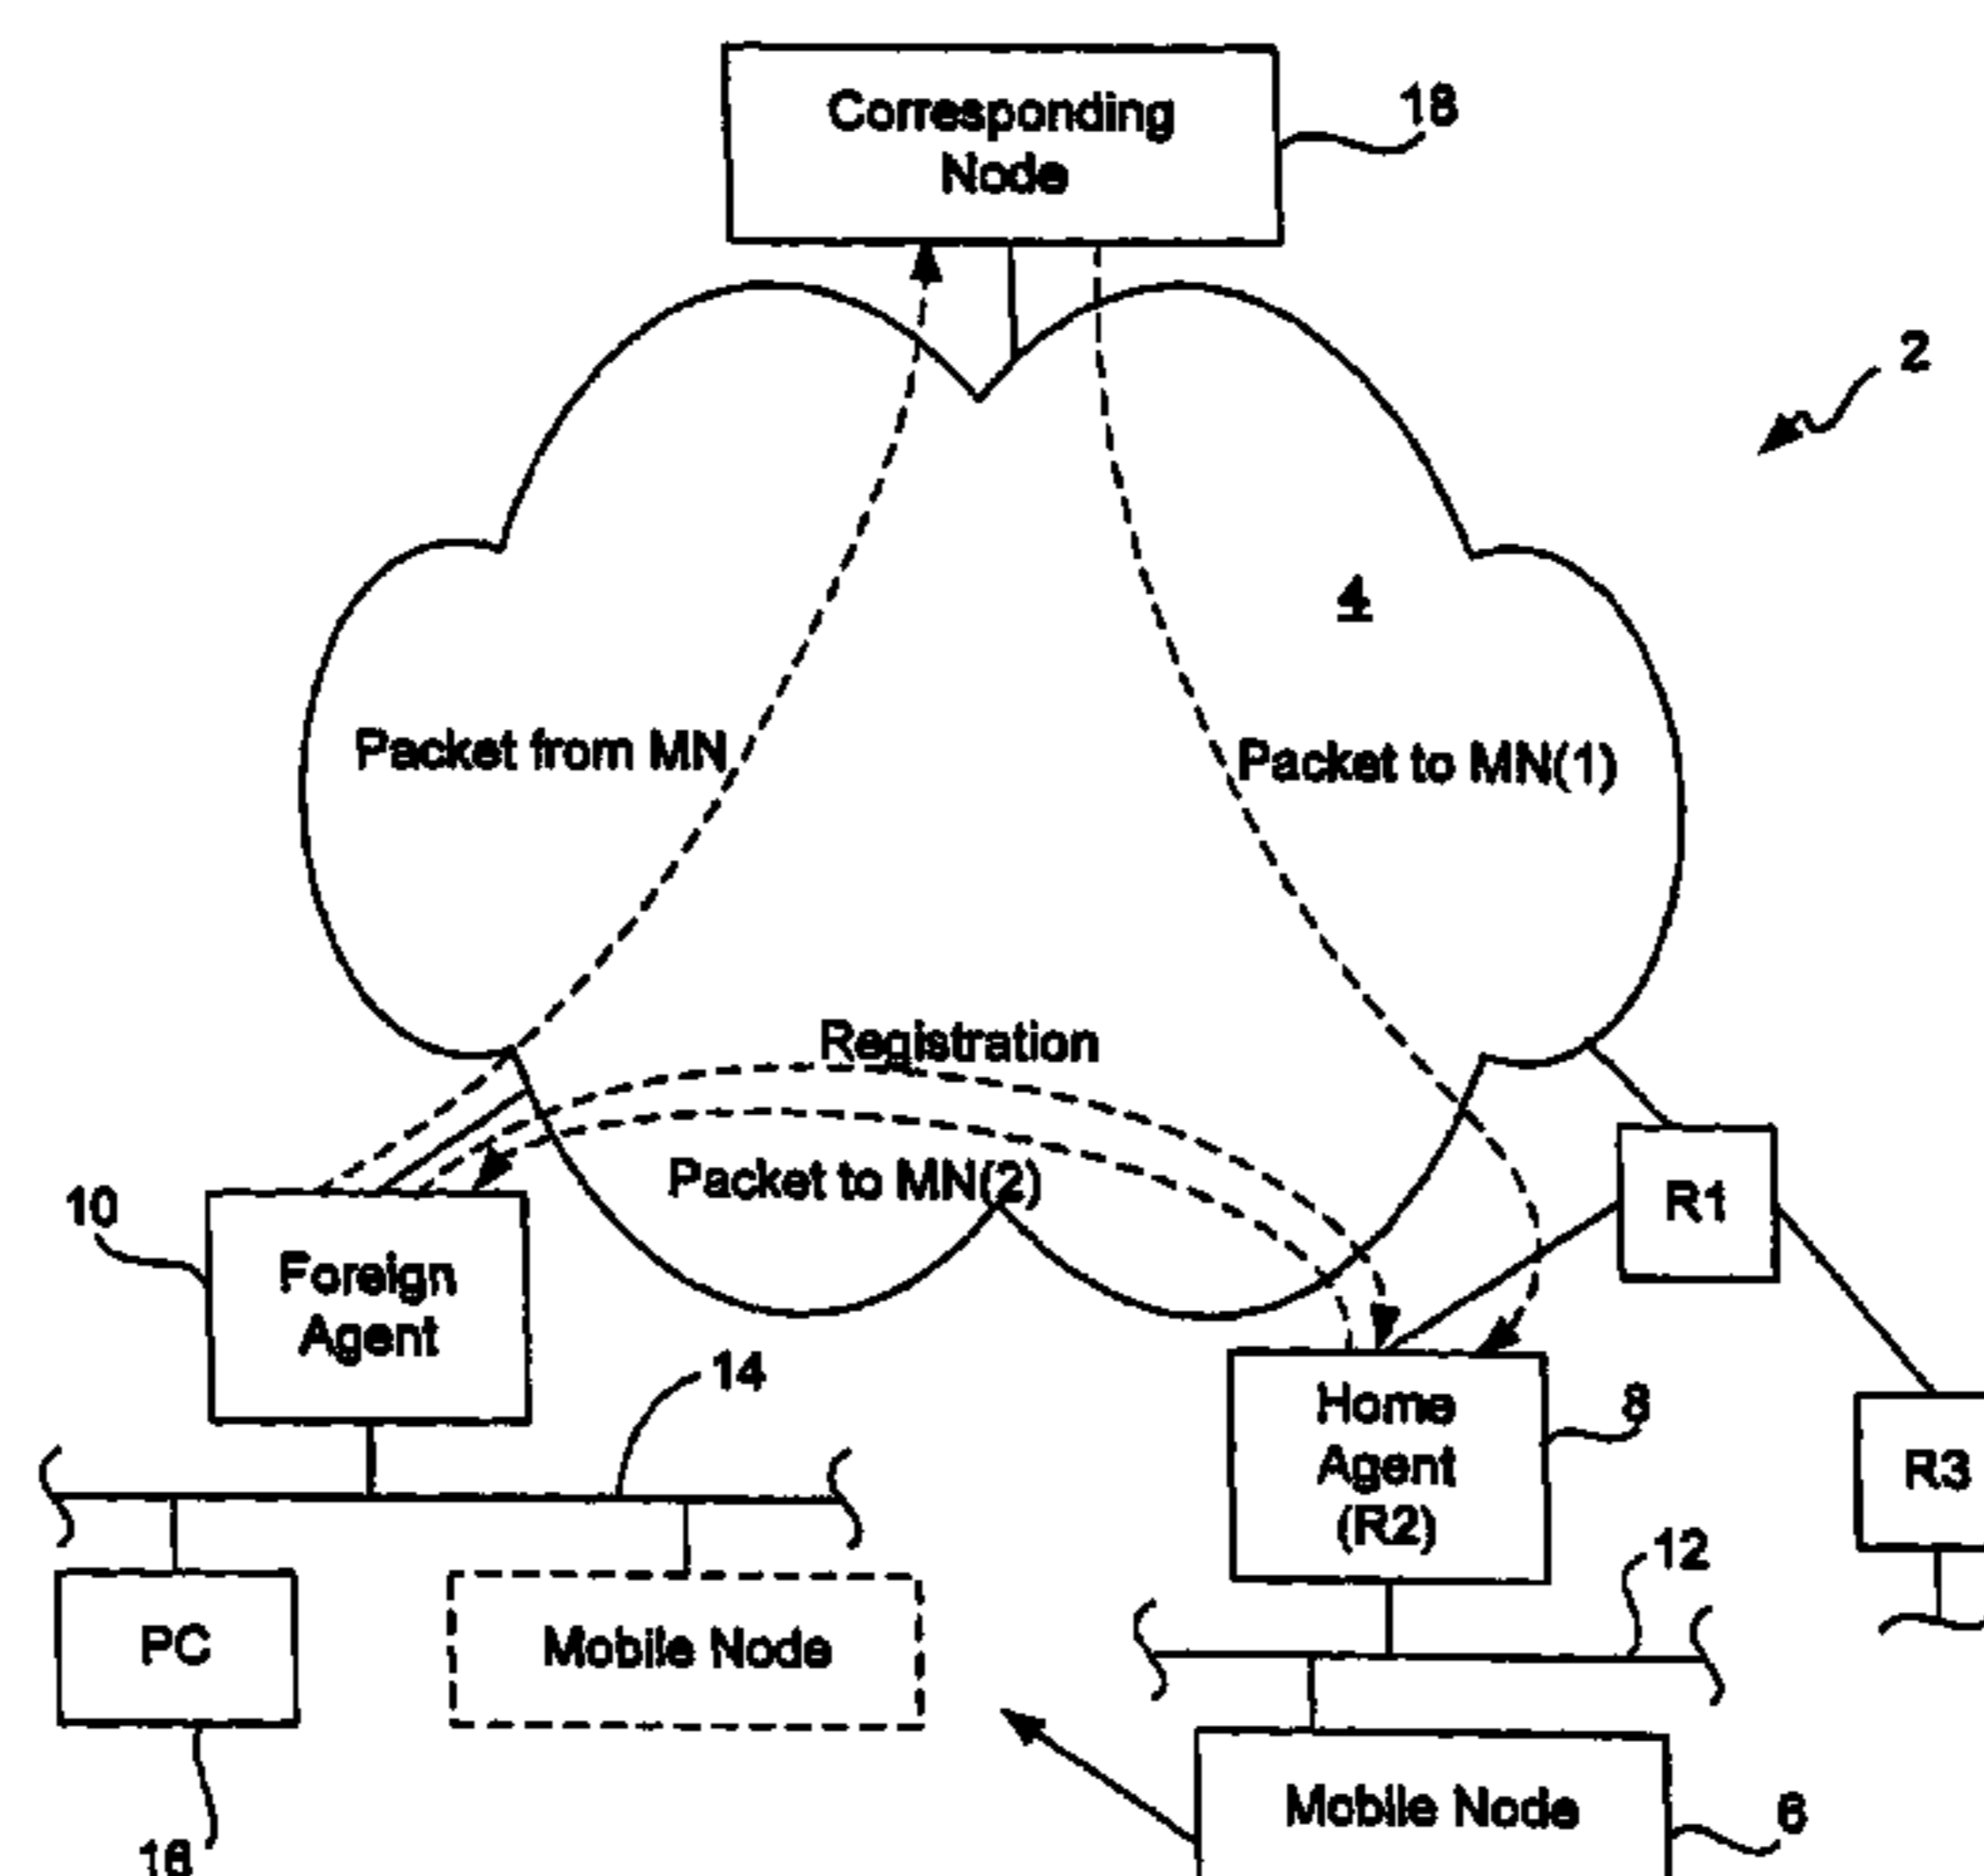 Corresponding
Node
18
2
4
Packet from MN
Packet to MN(1)
Registration
Packet to MN(2)
R1
10
Foreign
Agent
14
Home
Agent
(R2)
8
R3
12
PC
Mobile Node
Mobile Node
6
16